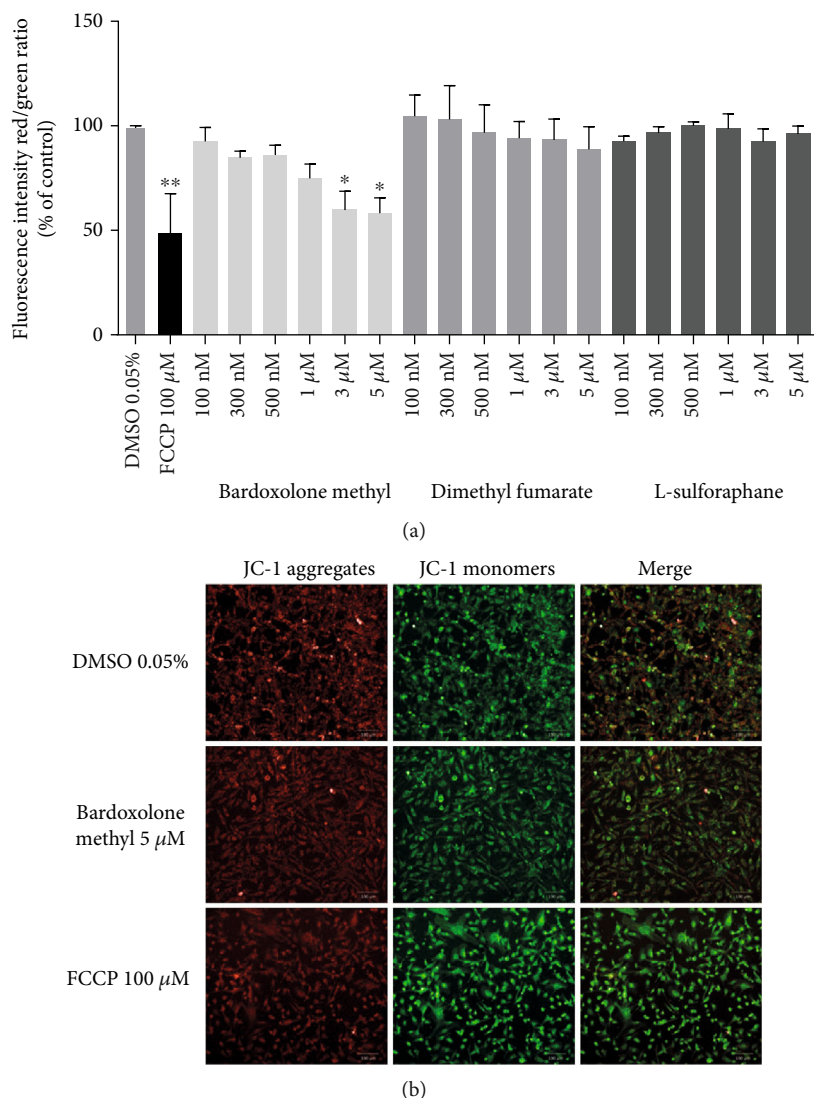 150
100
50
0
Fluorescence intensity red/green ratio
(% of control)
**
*
*
DMSO 0.05%
FCCP 100 μM
100 nM
300 nM
500 nM
1 μM
3 μM
5 μM
100 nM
300 nM
500 nM
1 μM
3 μM
5 μM
100 nM
300 nM
500 nM
1 μM
3 μM
5 μM
Bardoxolone methyl
Dimethyl fumarate
L-sulforaphane
(a)
JC-1 aggregates
JC-1 monomers
Merge
DMSO 0.05%
Bardoxolone
methyl 5 μM
FCCP 100 μM
(b)